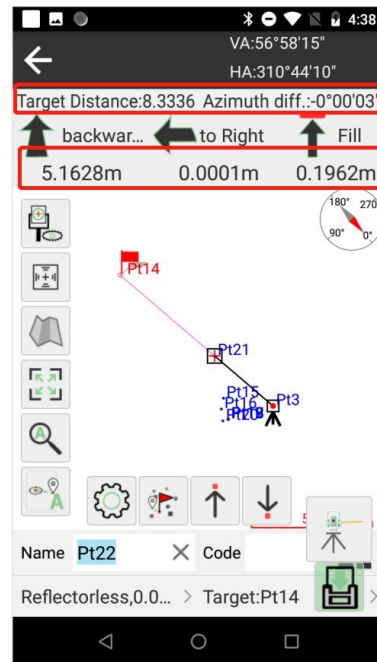 4:38
VA:56°58'15"
HA:310°44'10"
Target Distance:8.3336 Azimuth diff.:-0°00'03"
backwar... to Right Fill
5.1628m 0.0001m 0.1962m
180° 270
90° 0°
Pt14
Pt21
Pt15
Pt16 Pt3
5
A
Name Pt22 Code
Reflectorless,0.0... > Target:Pt14